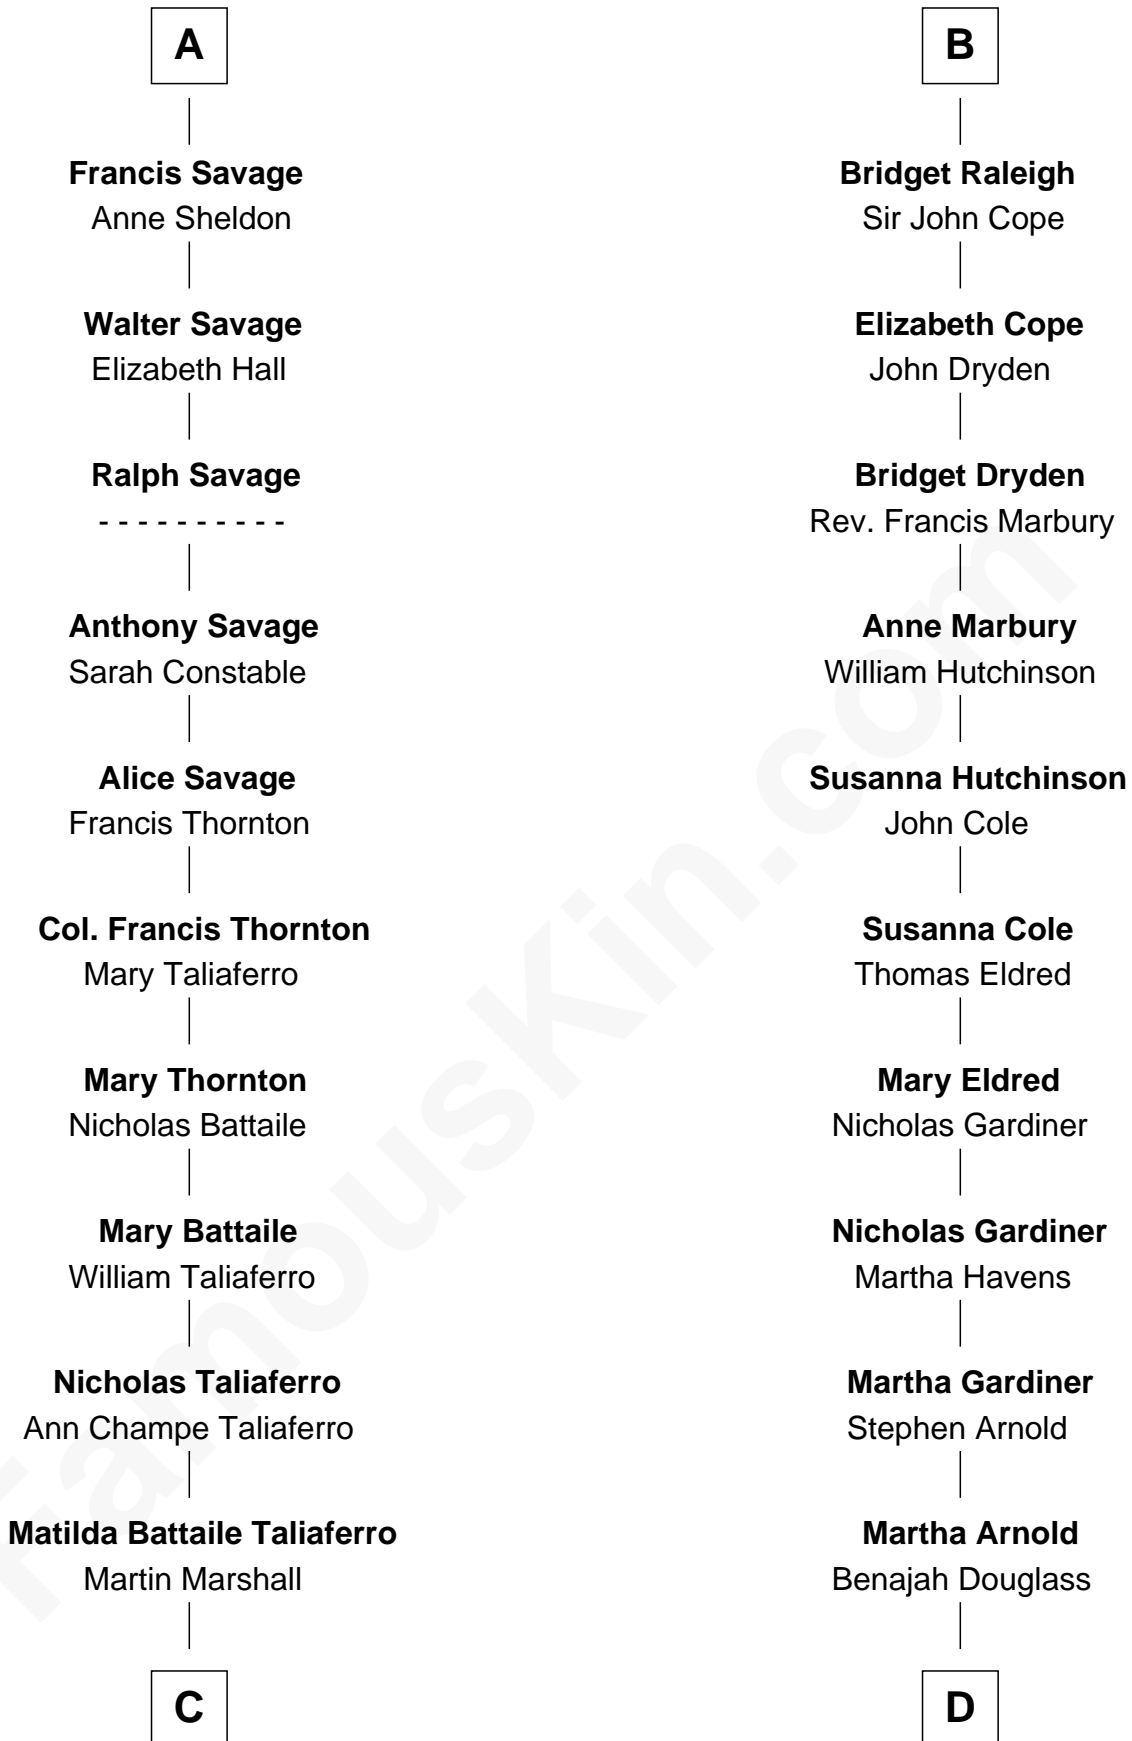 A
Francis Savage
Anne Sheldon
Walter Savage
Elizabeth Hall
Ralph Savage
- - - - - - - - - -
Anthony Savage
Sarah Constable
Alice Savage
Francis Thornton
Col. Francis Thornton
Mary Taliaferro
Mary Thornton
Nicholas Battaile
Mary Battaile
William Taliaferro
Nicholas Taliaferro
Ann Champe Taliaferro
Matilda Battaile Taliaferro
Martin Marshall
C
B
Bridget Raleigh
Sir John Cope
Elizabeth Cope
John Dryden
Bridget Dryden
Rev. Francis Marbury
Anne Marbury
William Hutchinson
Susanna Hutchinson
John Cole
Susanna Cole
Thomas Eldred
Mary Eldred
Nicholas Gardiner
Nicholas Gardiner
Martha Havens
Martha Gardiner
Stephen Arnold
Martha Arnold
Benajah Douglass
D
FamousKin.com